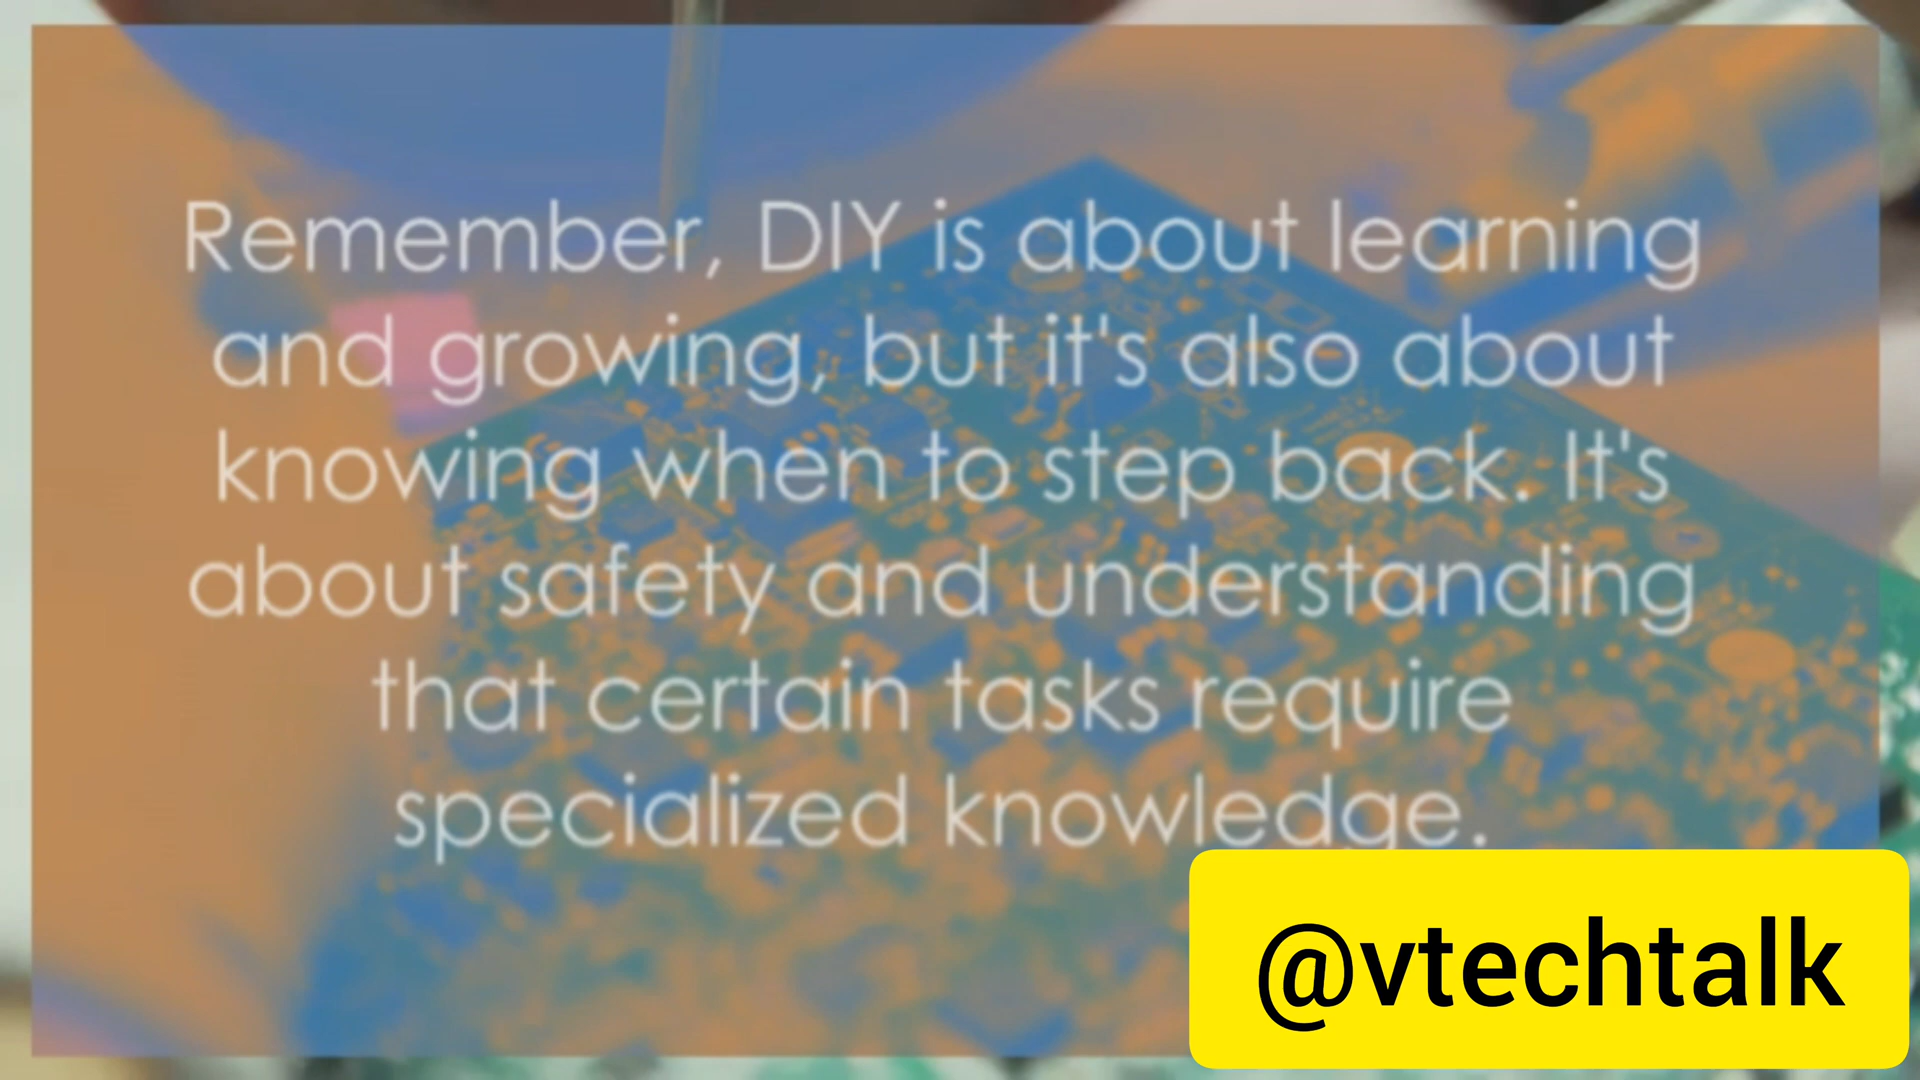 Remember, DIY is about learning
and growing, but it's also about
knowing when to step back. It's
about safety and understanding
that certain tasks require
specialized knowledge.
@vtechtalk